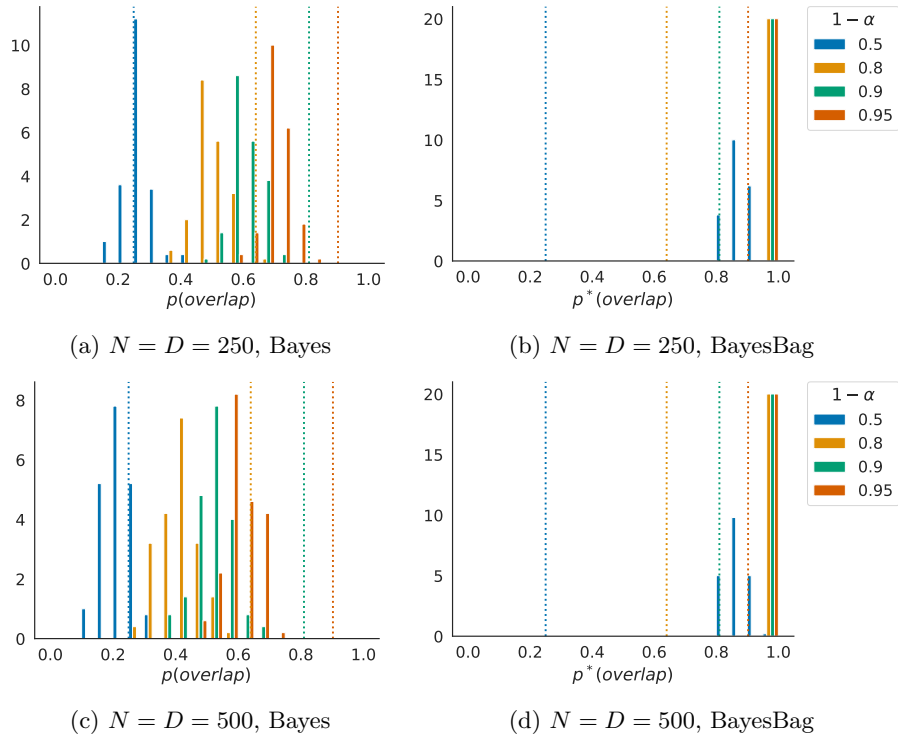 10
8
6
4
2
0
0.0 0.2 0.4 0.6 0.8 1.0
p(overlap)
(a) N = D = 250, Bayes
20
15
10
5
0
0.0 0.2 0.4 0.6 0.8 1.0
p*(overlap)
1 − α
0.5
0.8
0.9
0.95
(b) N = D = 250, BayesBag
8
6
4
2
0
0.0 0.2 0.4 0.6 0.8 1.0
p(overlap)
(c) N = D = 500, Bayes
20
15
10
5
0
0.0 0.2 0.4 0.6 0.8 1.0
p*(overlap)
1 − α
0.5
0.8
0.9
0.95
(d) N = D = 500, BayesBag